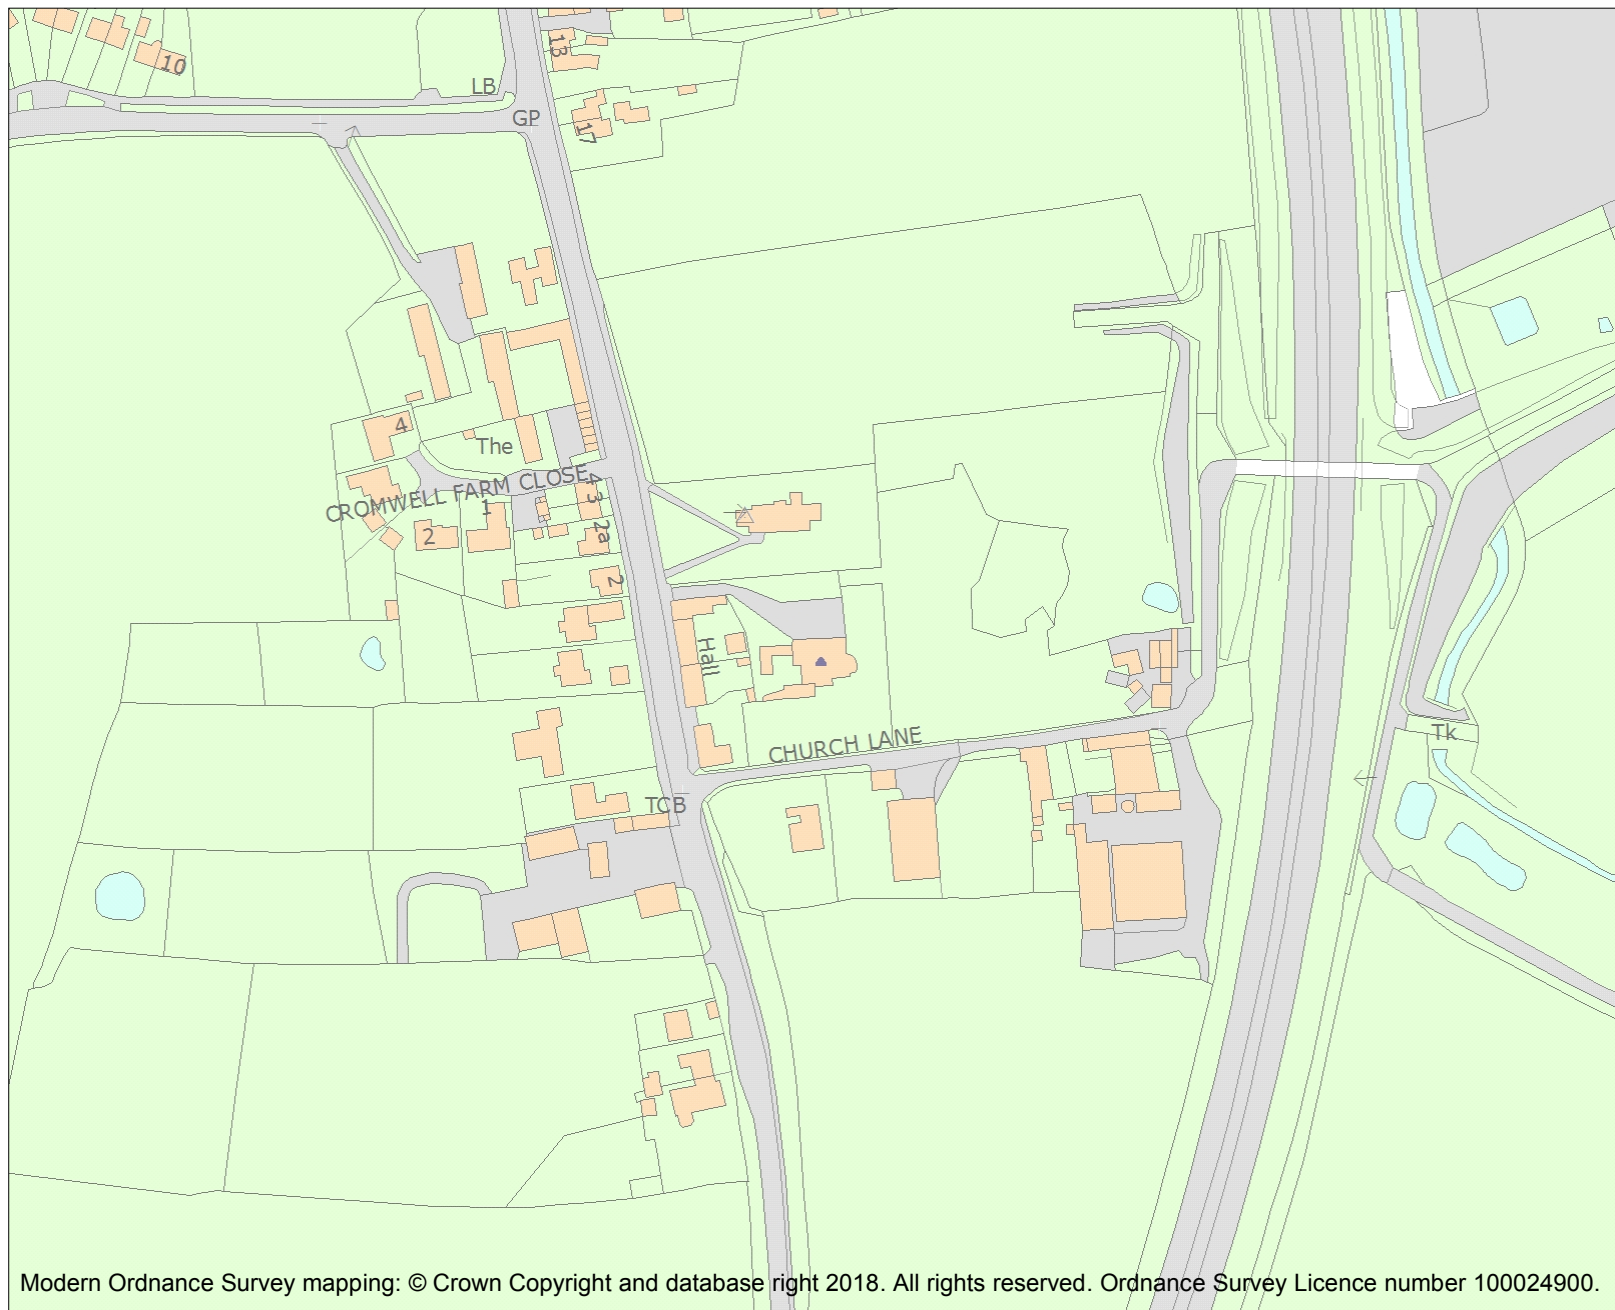 13
10
LB
GP
17
4
The
CROMWELL FARM CLOSE
4
3
1
2
2a
2
Hall
CHURCH LANE
Tk
TCB
Modern Ordnance Survey mapping: © Crown Copyright and database right 2018. All rights reserved. Ordnance Survey Licence number 100024900.